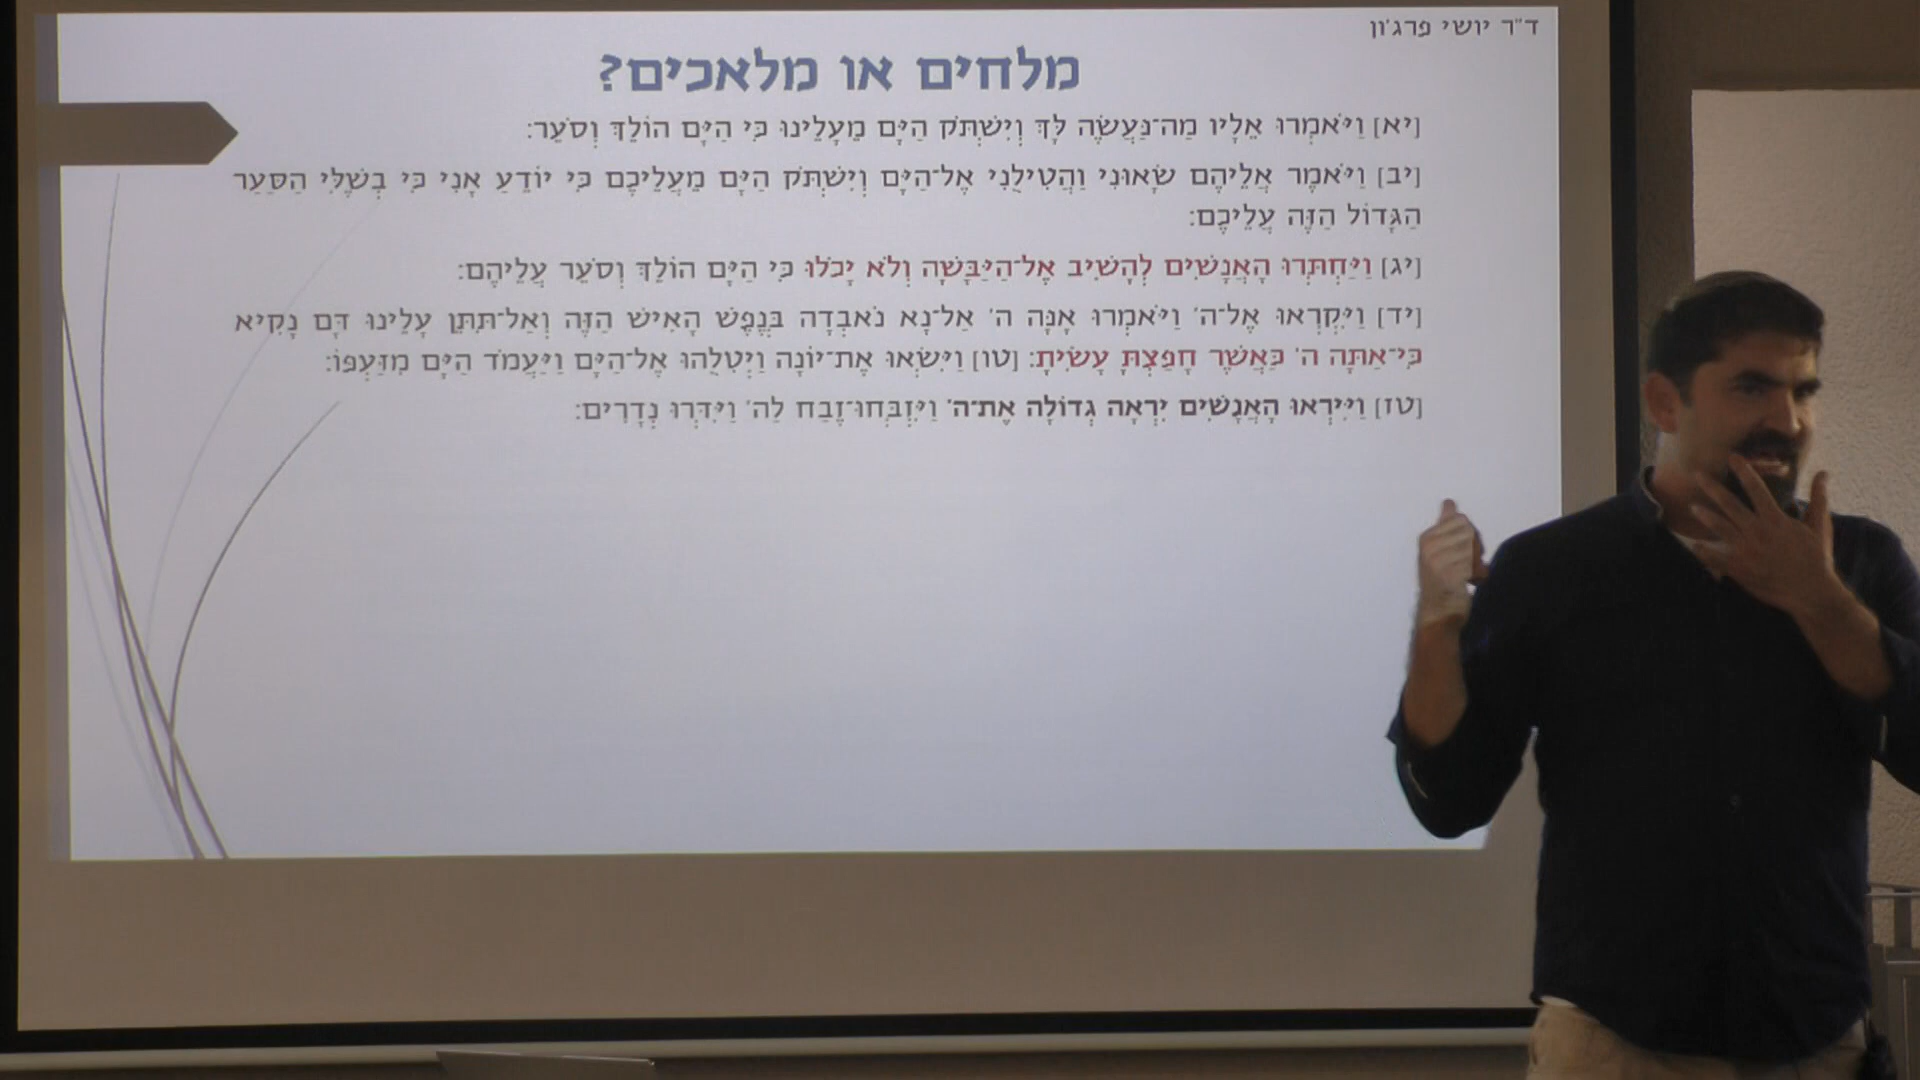 ד״ר יושי פרג׳ון
מלחים או מלאכים?
[יא] וַיֹּאמְרוּ אֵלָיו מַה־נַּעֲשֶׂה לָּךְ וְיִשְׁתֹּק הַיָּם מֵעָלֵינוּ כִּי הַיָּם הוֹלֵךְ וְסֹעֵר:
[יב] וַיֹּאמֶר אֲלֵיהֶם שָׂאוּנִי וַהֲטִילֻנִי אֶל־הַיָּם וְיִשְׁתֹּק הַיָּם מֵעֲלֵיכֶם כִּי יוֹדֵעַ אָנִי כִּי בְשֶׁלִּי הַסַּעַר
הַגָּדוֹל הַזֶּה עֲלֵיכֶם:
[יג] וַיַּחְתְּרוּ הָאֲנָשִׁים לְהָשִׁיב אֶל־הַיַּבָּשָׁה וְלֹא יָכֹלוּ כִּי הַיָּם הוֹלֵךְ וְסֹעֵר עֲלֵיהֶם:
[יד] וַיִּקְרְאוּ אֶל־ה׳ וַיֹּאמְרוּ אָנָּה ה׳ אַל־נָא נֹאבְדָה בְּנֶפֶשׁ הָאִישׁ הַזֶּה וְאַל־תִּתֵּן עָלֵינוּ דָּם נָקִיא
כִּי־אַתָּה ה׳ כַּאֲשֶׁר חָפַצְתָּ עָשִׂיתָ: [טו] וַיִּשְׂאוּ אֶת־יוֹנָה וַיְטִלֻהוּ אֶל־הַיָּם וַיַּעֲמֹד הַיָּם מִזַּעְפּוֹ:
[טז] וַיִּירְאוּ הָאֲנָשִׁים יִרְאָה גְדוֹלָה אֶת־ה׳ וַיִּזְבְּחוּ־זֶבַח לַה׳ וַיִּדְּרוּ נְדָרִים: